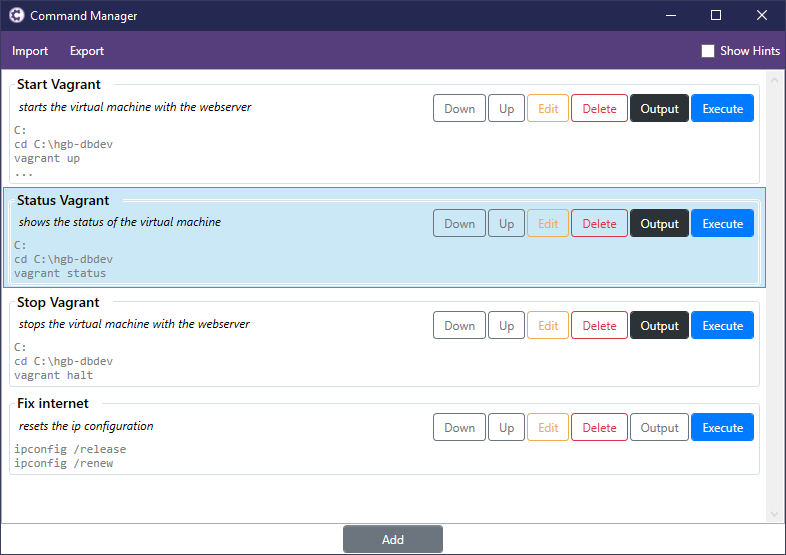 Command Manager
Import Export Show Hints
Start Vagrant
starts the virtual machine with the webserver
Down Up Edit Delete Output Execute
C:
cd C:\hgb-dbdev
vagrant up
...
Status Vagrant
shows the status of the virtual machine
Down Up Edit Delete Output Execute
C:
cd C:\hgb-dbdev
vagrant status
Stop Vagrant
stops the virtual machine with the webserver
Down Up Edit Delete Output Execute
C:
cd C:\hgb-dbdev
vagrant halt
Fix internet
resets the ip configuration
Down Up Edit Delete Output Execute
ipconfig /release
ipconfig /renew
Add